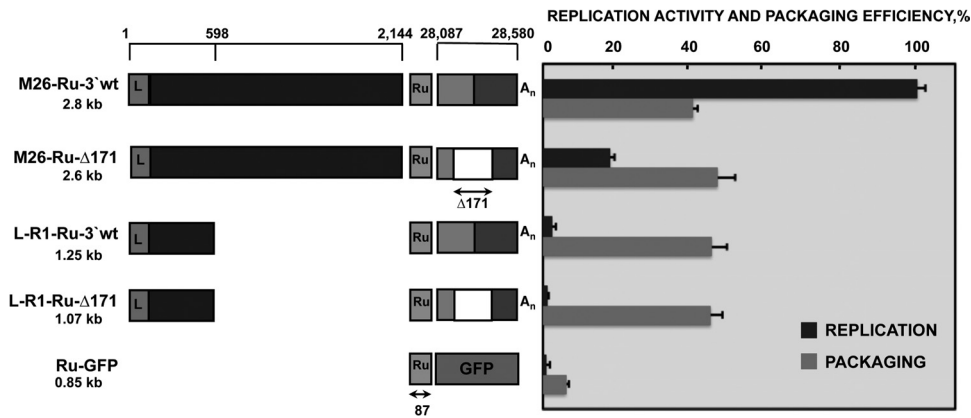 REPLICATION ACTIVITY AND PACKAGING EFFICIENCY,%
1 598 2,144 28,087 28,580
0 20 40 60 80 100
M26-Ru-3`wt
2.8 kb
L Ru An
M26-Ru-Δ171
2.6 kb
L Ru An
Δ171
L-R1-Ru-3`wt
1.25 kb
L Ru An
L-R1-Ru-Δ171
1.07 kb
L Ru An
Ru-GFP
0.85 kb
Ru GFP
87
REPLICATION
PACKAGING